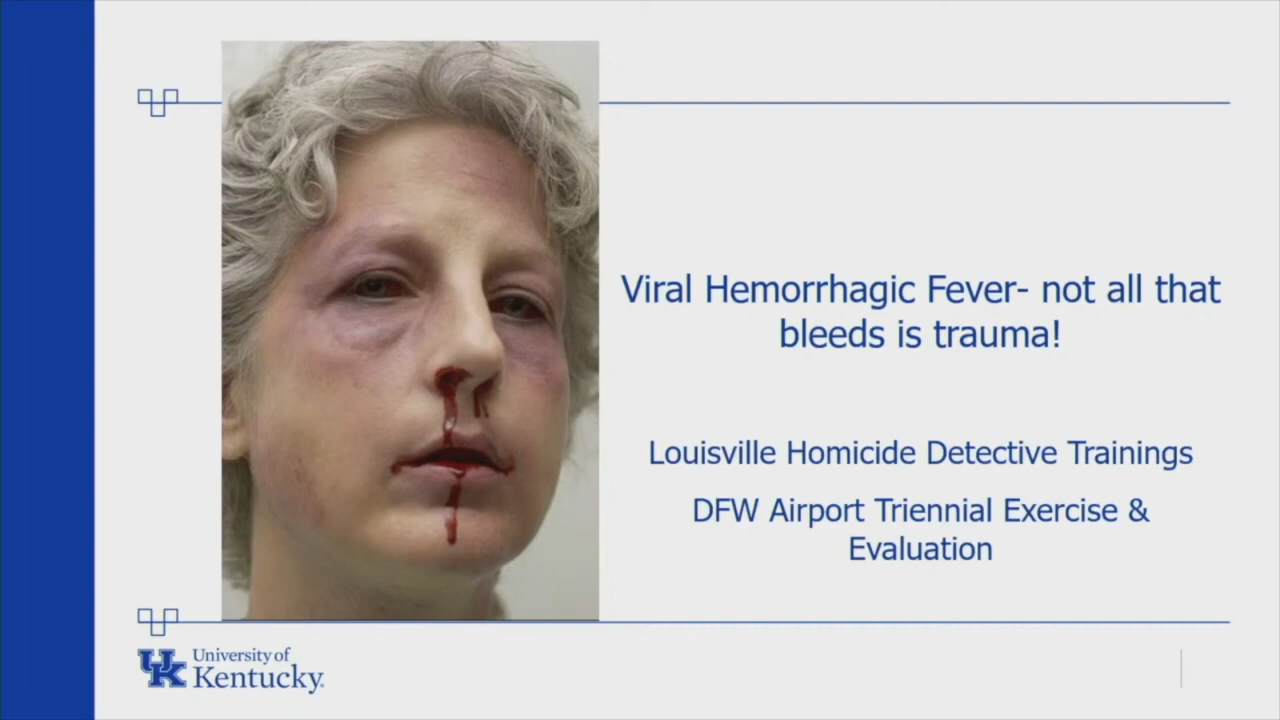 Viral Hemorrhagic Fever- not all that
bleeds is trauma!
Louisville Homicide Detective Trainings
DFW Airport Triennial Exercise &
Evaluation
UK University of
Kentucky.